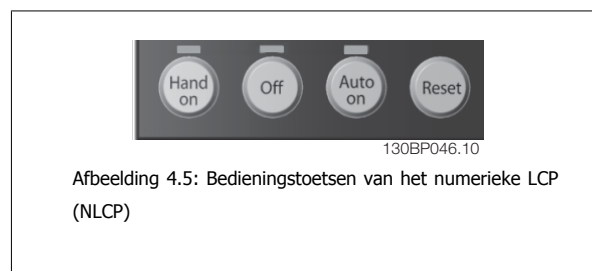 Hand on
Off
Auto on
Reset
130BP046.10
Afbeelding 4.5: Bedieningstoetsen van het numerieke LCP
(NLCP)